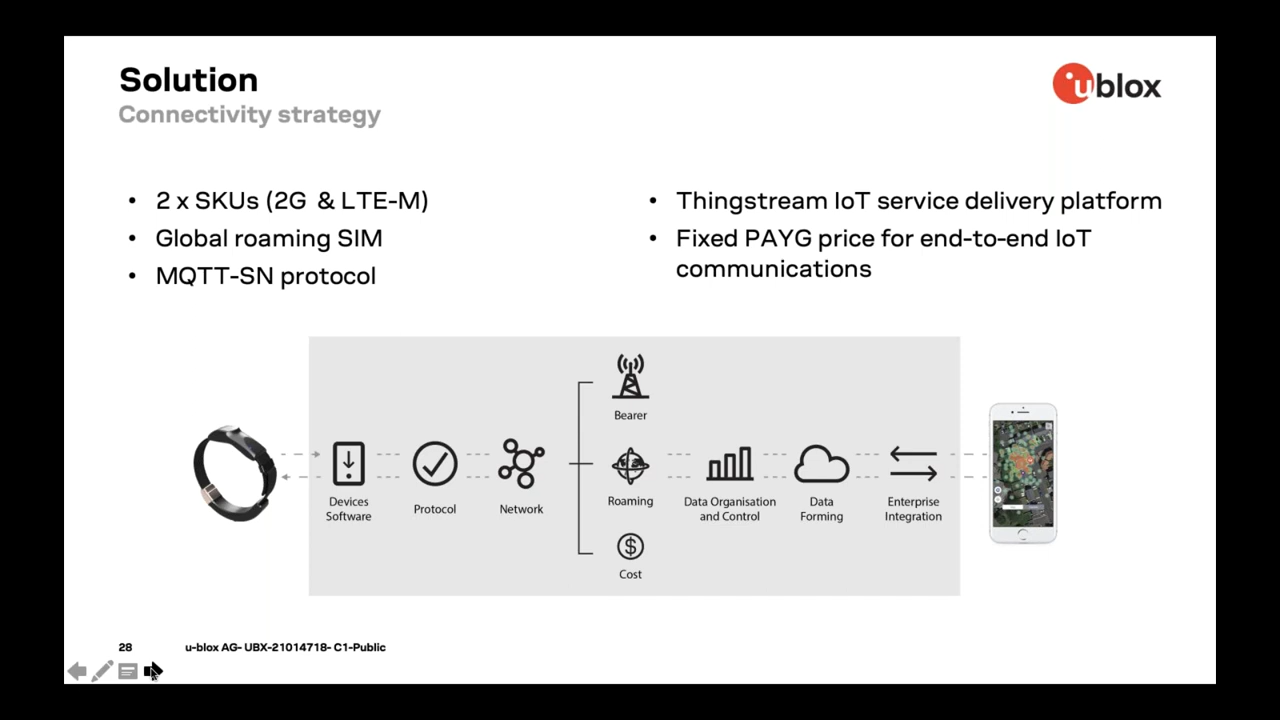 Solution
Connectivity strategy
ublox
• 2 x SKUs (2G & LTE-M)
• Global roaming SIM
• MQTT-SN protocol
• Thingstream IoT service delivery platform
• Fixed PAYG price for end-to-end IoT
communications
Bearer
Devices
Software
Protocol
Network
Roaming
Data Organisation
and Control
Data
Forming
Enterprise
Integration
Cost
28
u-blox AG- UBX-21014718- C1-Public